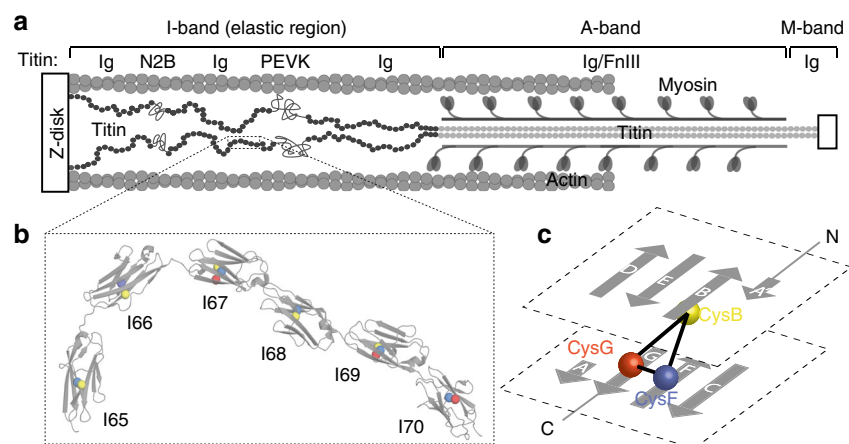 a
I-band (elastic region) A-band M-band
Titin: Ig N2B Ig PEVK Ig Ig/FnIII Ig
Z-disk
Titin
Myosin
Titin
Actin
b
I65
I66
I67
I68
I69
I70
c
N
D E B A'
CysB
CysG
A G F C
CysF
C